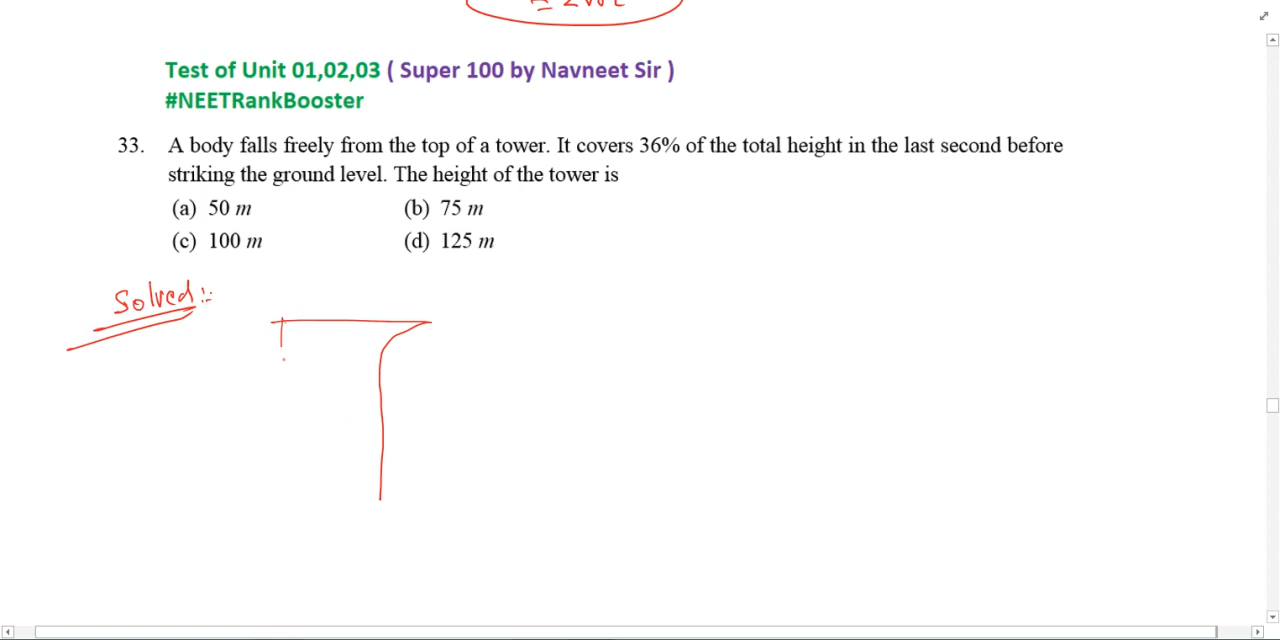 Test of Unit 01,02,03 ( Super 100 by Navneet Sir )
#NEETRankBooster
33. A body falls freely from the top of a tower. It covers 36% of the total height in the last second before
striking the ground level. The height of the tower is
(a) 50 m (b) 75 m
(c) 100 m (d) 125 m
Solved :-